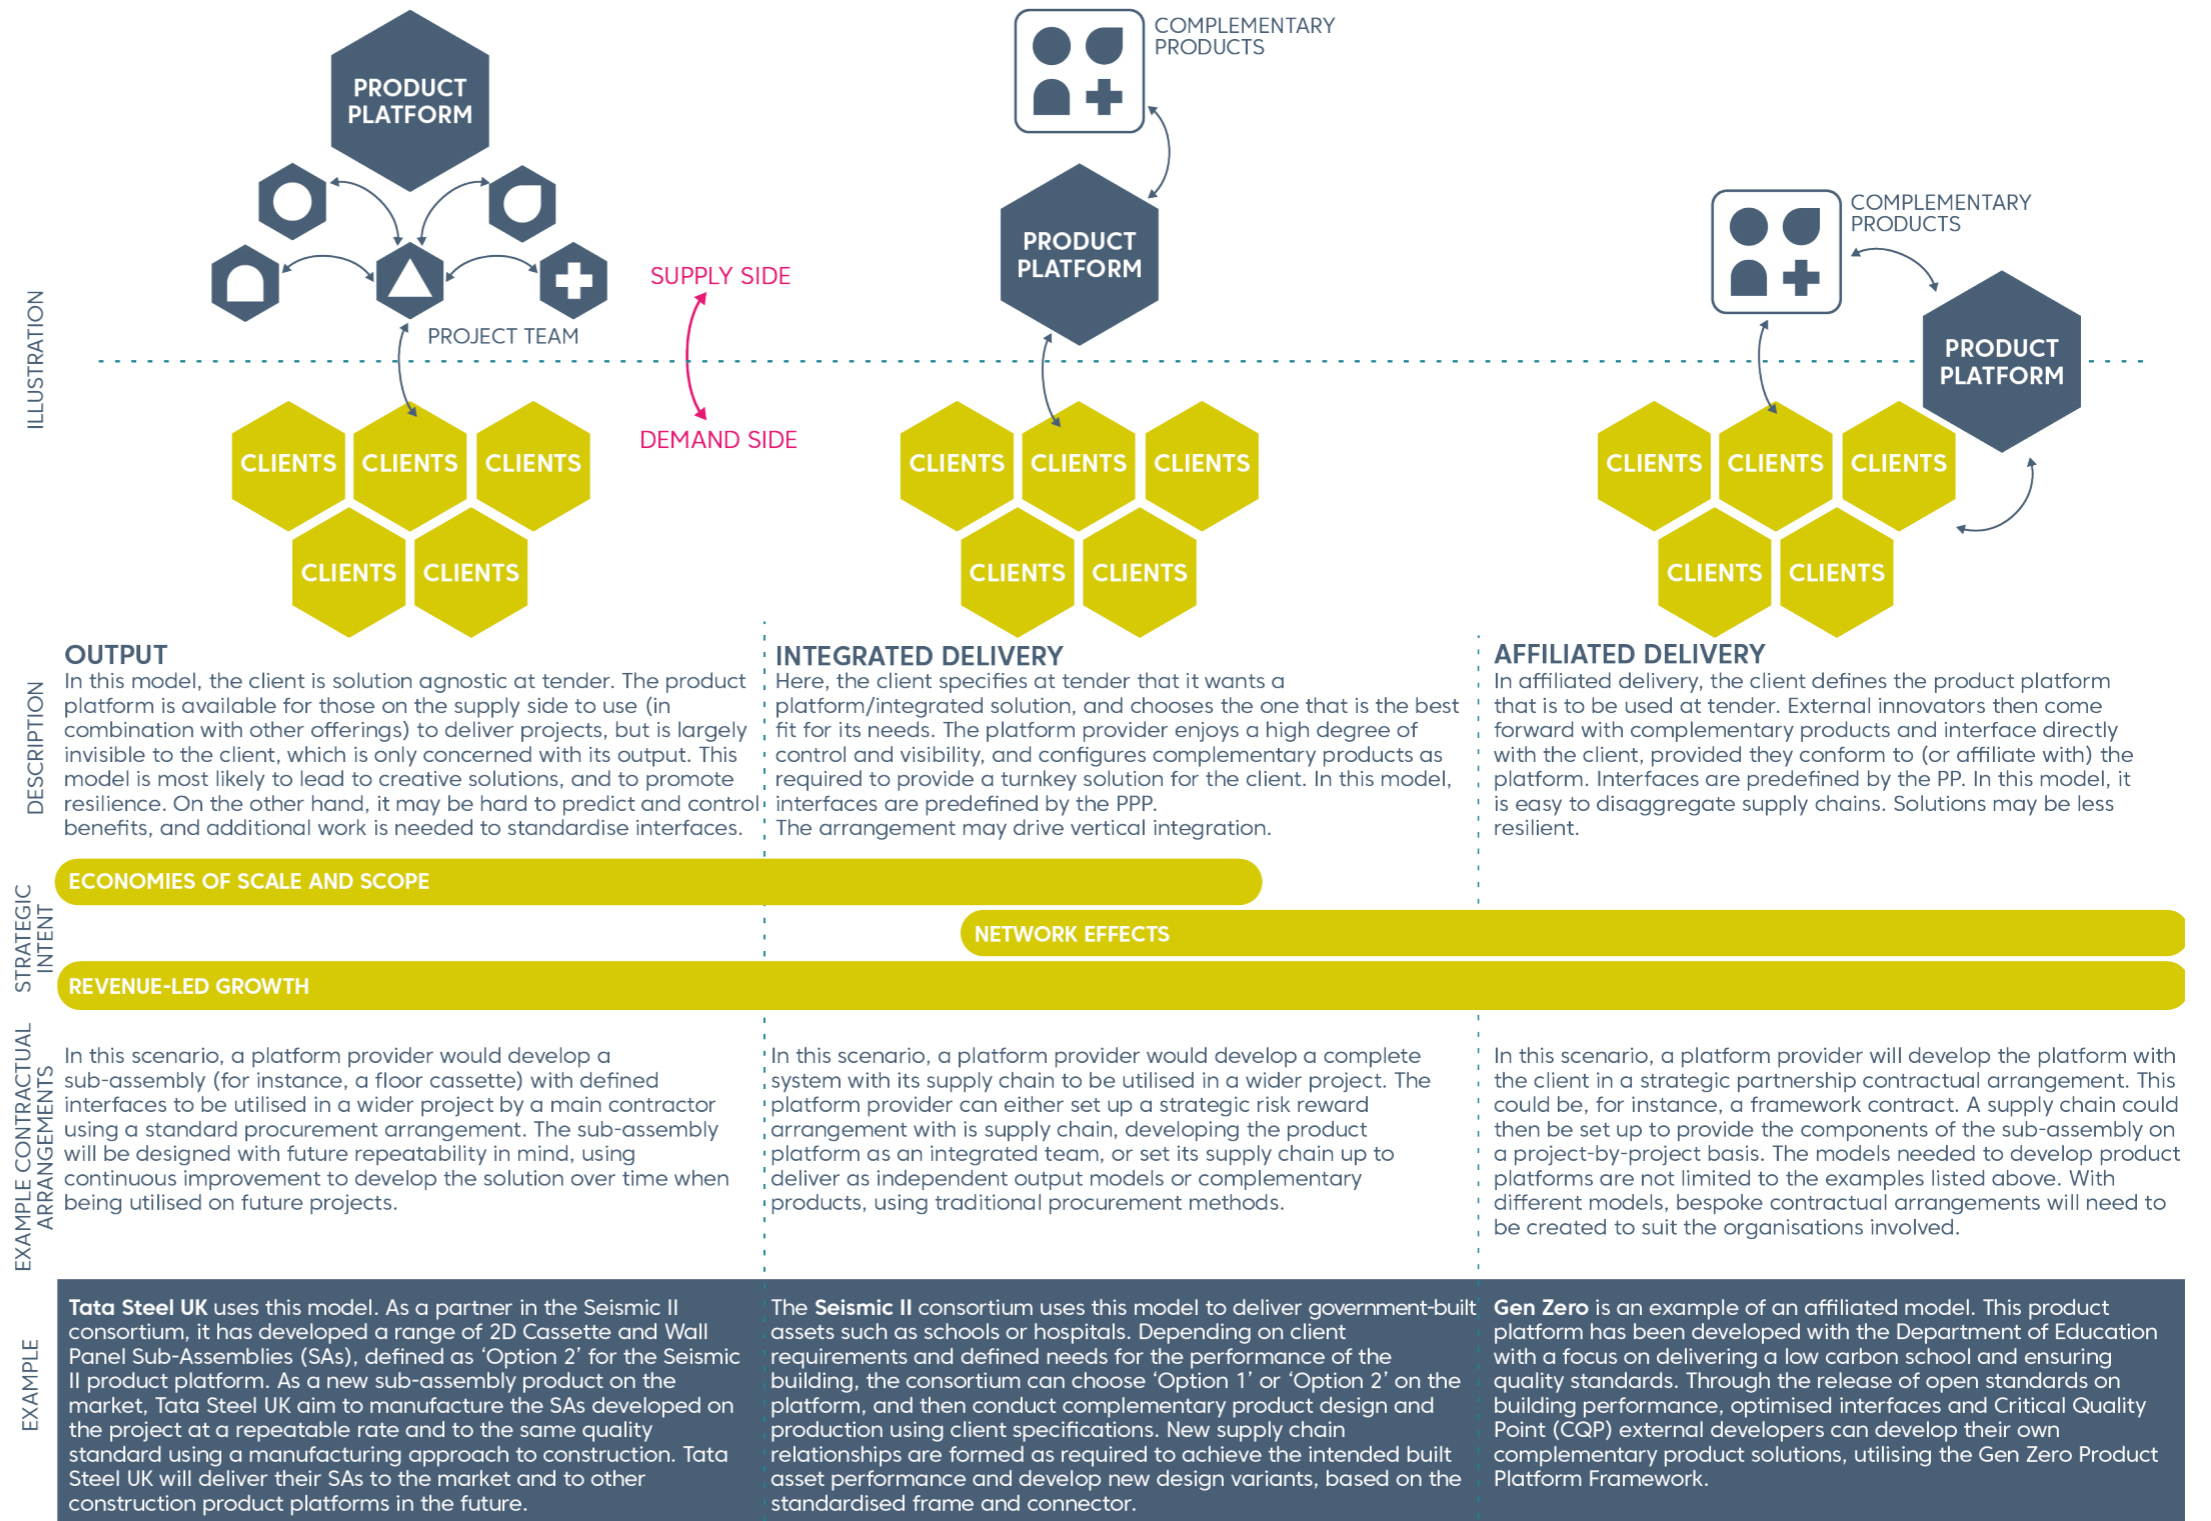 PRODUCT
PLATFORM
PROJECT TEAM
CLIENTS
CLIENTS
CLIENTS
CLIENTS
CLIENTS
SUPPLY SIDE
DEMAND SIDE
COMPLEMENTARY
PRODUCTS
PRODUCT
PLATFORM
CLIENTS
CLIENTS
CLIENTS
CLIENTS
CLIENTS
COMPLEMENTARY
PRODUCTS
PRODUCT
PLATFORM
CLIENTS
CLIENTS
CLIENTS
CLIENTS
CLIENTS
ILLUSTRATION
DESCRIPTION
OUTPUT
In this model, the client is solution agnostic at tender. The product
platform is available for those on the supply side to use (in
combination with other offerings) to deliver projects, but is largely
invisible to the client, which is only concerned with its output. This
model is most likely to lead to creative solutions, and to promote
resilience. On the other hand, it may be hard to predict and control
benefits, and additional work is needed to standardise interfaces.
INTEGRATED DELIVERY
Here, the client specifies at tender that it wants a
platform/integrated solution, and chooses the one that is the best
fit for its needs. The platform provider enjoys a high degree of
control and visibility, and configures complementary products as
required to provide a turnkey solution for the client. In this model,
interfaces are predefined by the PPP.
The arrangement may drive vertical integration.
AFFILIATED DELIVERY
In affiliated delivery, the client defines the product platform
that is to be used at tender. External innovators then come
forward with complementary products and interface directly
with the client, provided they conform to (or affiliate with) the
platform. Interfaces are predefined by the PP. In this model, it
is easy to disaggregate supply chains. Solutions may be less
resilient.
STRATEGIC
INTENT
ECONOMIES OF SCALE AND SCOPE
NETWORK EFFECTS
REVENUE-LED GROWTH
EXAMPLE CONTRACTUAL
ARRANGEMENTS
In this scenario, a platform provider would develop a
sub-assembly (for instance, a floor cassette) with defined
interfaces to be utilised in a wider project by a main contractor
using a standard procurement arrangement. The sub-assembly
will be designed with future repeatability in mind, using
continuous improvement to develop the solution over time when
being utilised on future projects.
In this scenario, a platform provider would develop a complete
system with its supply chain to be utilised in a wider project. The
platform provider can either set up a strategic risk reward
arrangement with is supply chain, developing the product
platform as an integrated team, or set its supply chain up to
deliver as independent output models or complementary
products, using traditional procurement methods.
In this scenario, a platform provider will develop the platform with
the client in a strategic partnership contractual arrangement. This
could be, for instance, a framework contract. A supply chain could
then be set up to provide the components of the sub-assembly on
a project-by-project basis. The models needed to develop product
platforms are not limited to the examples listed above. With
different models, bespoke contractual arrangements will need to
be created to suit the organisations involved.
EXAMPLE
Tata Steel UK uses this model. As a partner in the Seismic II
consortium, it has developed a range of 2D Cassette and Wall
Panel Sub-Assemblies (SAs), defined as ‘Option 2’ for the Seismic
II product platform. As a new sub-assembly product on the
market, Tata Steel UK aim to manufacture the SAs developed on
the project at a repeatable rate and to the same quality
standard using a manufacturing approach to construction. Tata
Steel UK will deliver their SAs to the market and to other
construction product platforms in the future.
The Seismic II consortium uses this model to deliver government-built
assets such as schools or hospitals. Depending on client
requirements and defined needs for the performance of the
building, the consortium can choose ‘Option 1’ or ‘Option 2’ on the
platform, and then conduct complementary product design and
production using client specifications. New supply chain
relationships are formed as required to achieve the intended built
asset performance and develop new design variants, based on the
standardised frame and connector.
Gen Zero is an example of an affiliated model. This product
platform has been developed with the Department of Education
with a focus on delivering a low carbon school and ensuring
quality standards. Through the release of open standards on
building performance, optimised interfaces and Critical Quality
Point (CQP) external developers can develop their own
complementary product solutions, utilising the Gen Zero Product
Platform Framework.